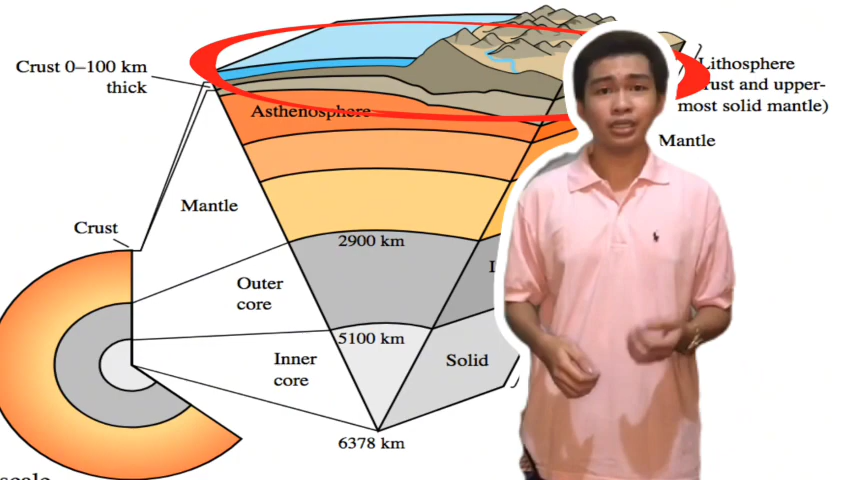 Crust 0–100 km
thick
Lithosphere
and upper-
most solid mantle)
Asthenosphere
Mantle
Mantle
Crust
2900 km
Outer
core
5100 km
Inner
core
Solid
6378 km
scale